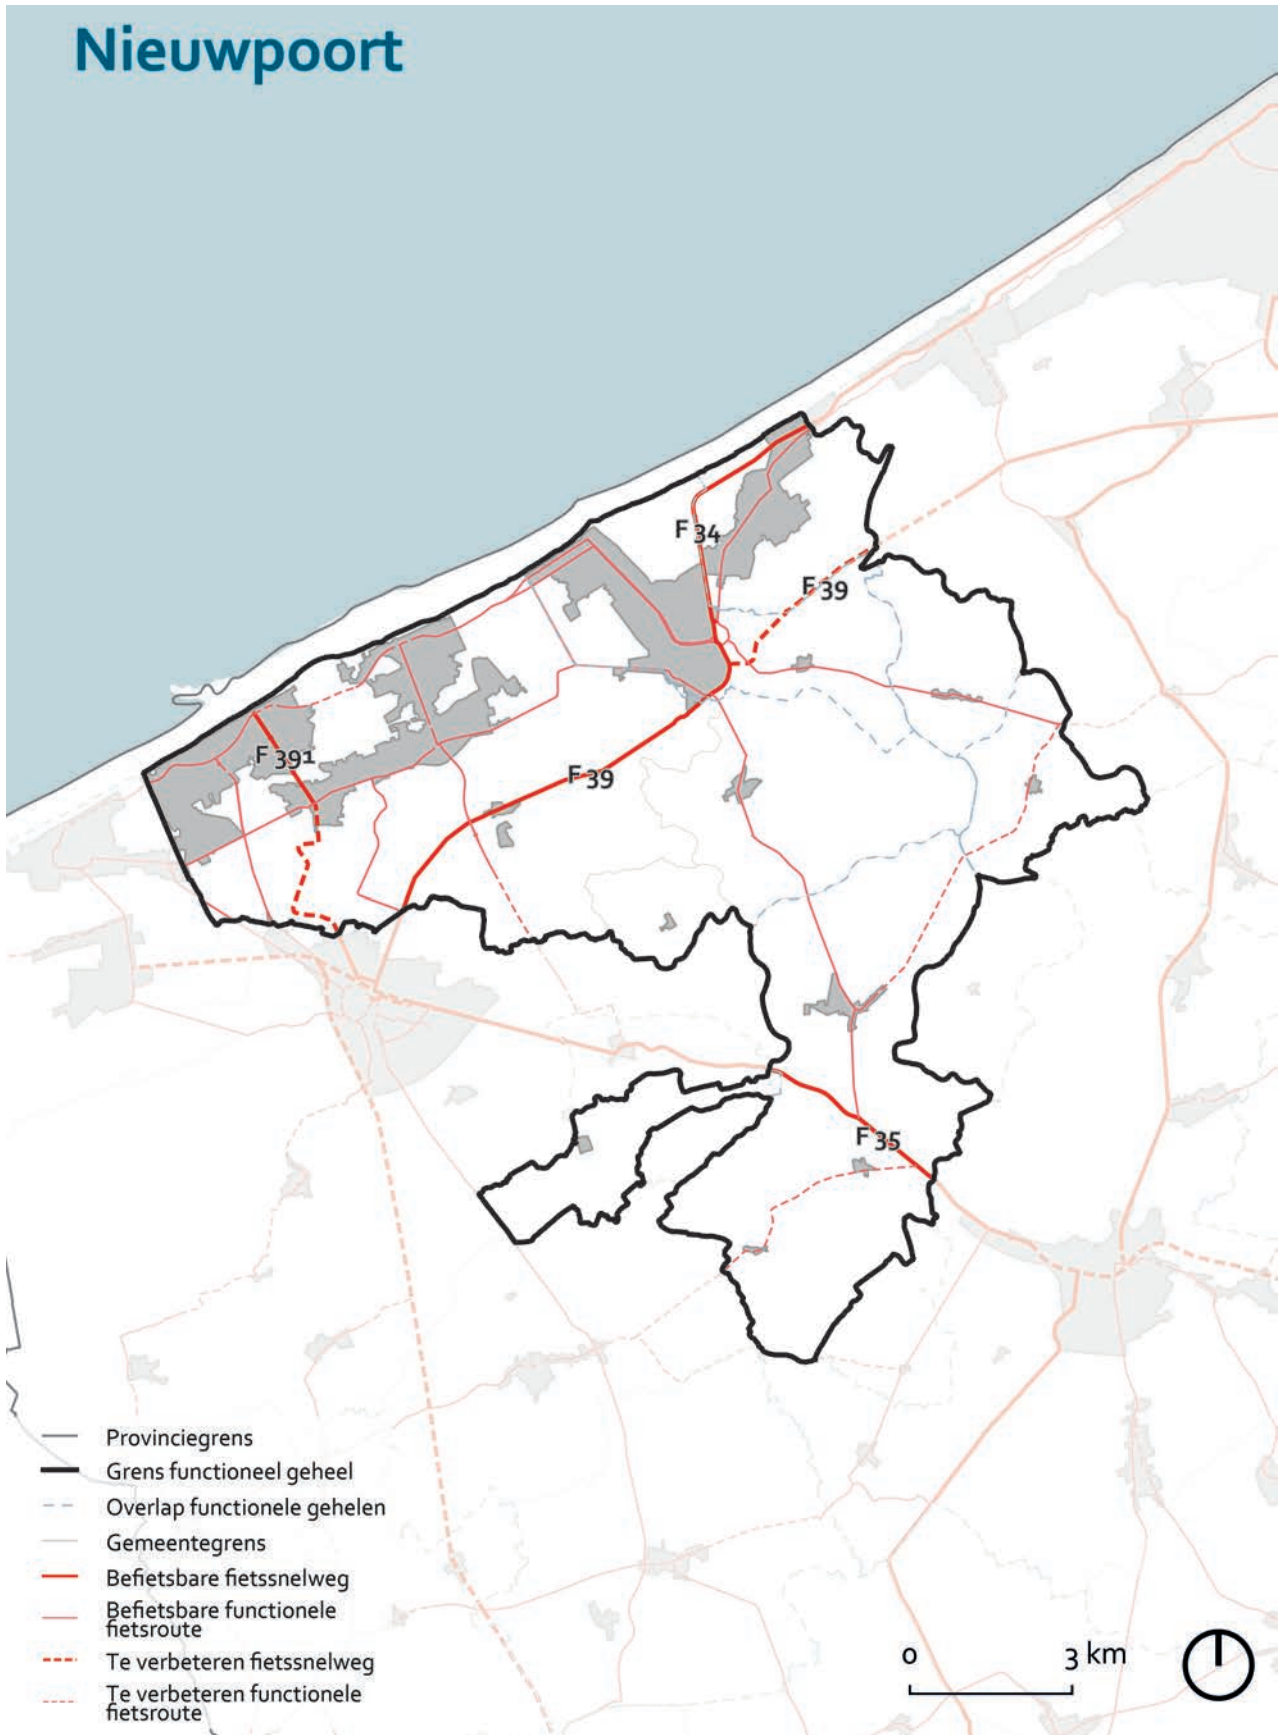 Nieuwpoort
F 34
F 39
F 391
F 39
F 35
Provinciegrens
Grens functioneel geheel
Overlap functionele gehelen
Gemeentegrens
Befietsbare fietssnelweg
Befietsbare functionele
fietsroute
Te verbeteren fietssnelweg
Te verbeteren functionele
fietsroute
0 3 km